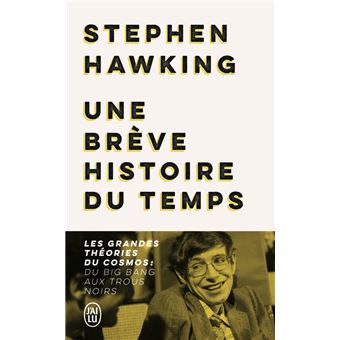 STEPHEN
HAWKING
UNE
BRÈVE
HISTOIRE
DU TEMPS
LES GRANDES
THÉORIES
DU COSMOS :
DU BIG BANG
AUX TROUS
NOIRS
J'AI
LU